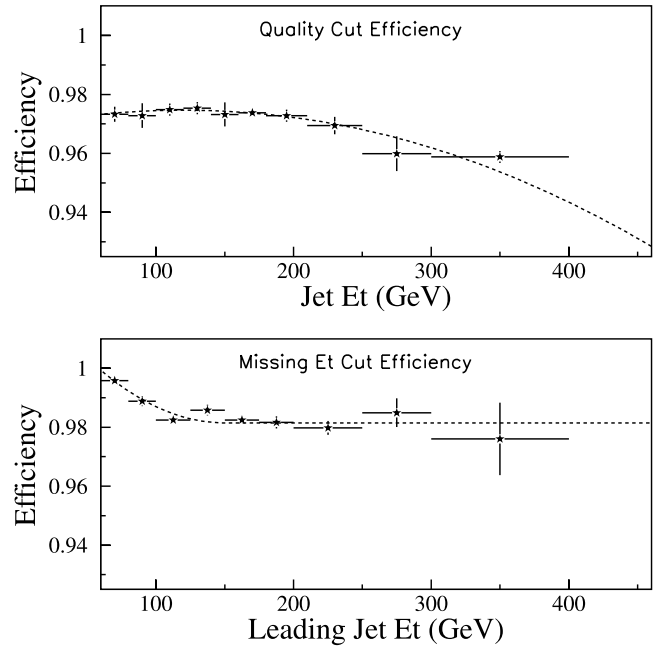 Quality Cut Efficiency
1
0.98
0.96
0.94
Efficiency
100 200 300 400
Jet Et (GeV)
Missing Et Cut Efficiency
1
0.98
0.96
0.94
Efficiency
100 200 300 400
Leading Jet Et (GeV)